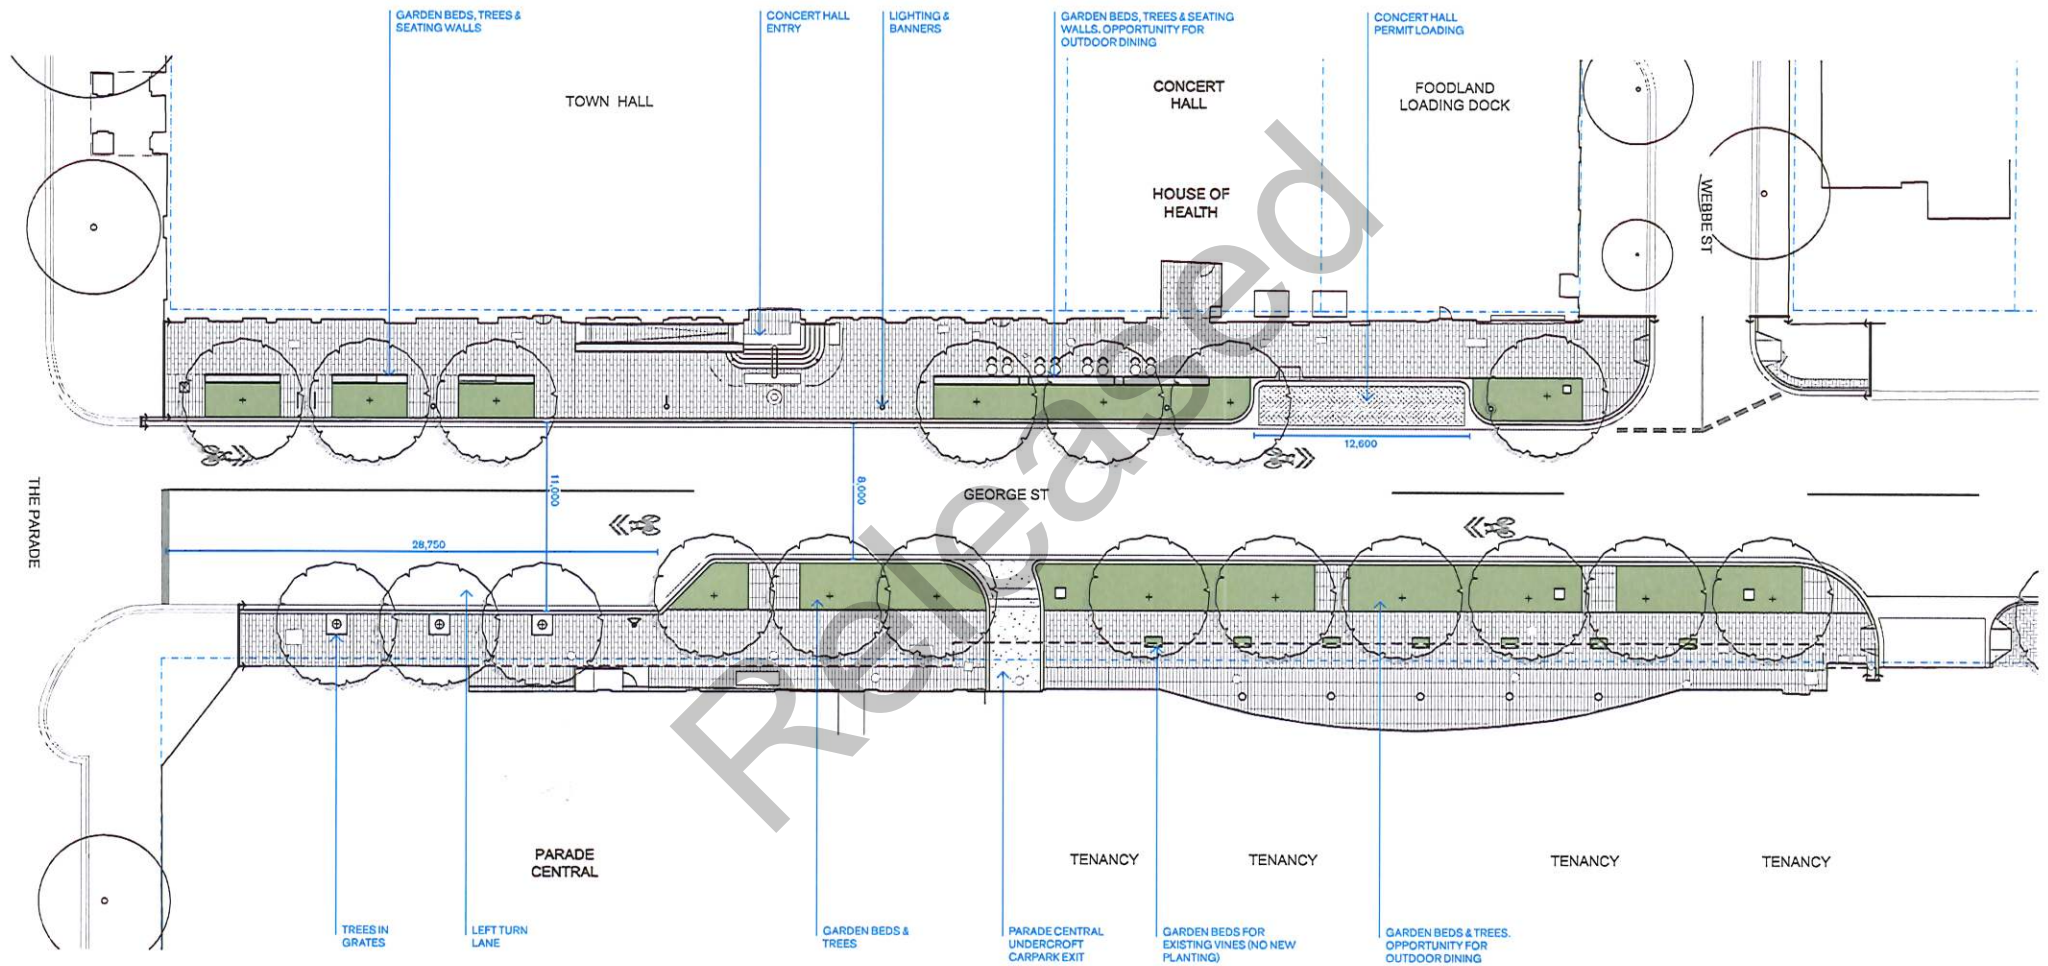 GARDEN BEDS, TREES &
SEATING WALLS
CONCERT HALL
ENTRY
LIGHTING &
BANNERS
GARDEN BEDS, TREES & SEATING
WALLS. OPPORTUNITY FOR
OUTDOOR DINING
CONCERT HALL
PERMIT LOADING
TOWN HALL
CONCERT
HALL
FOODLAND
LOADING DOCK
HOUSE OF
HEALTH
WEBBE ST
12,600
THE PARADE
11,000
8,000
GEORGE ST
28,750
Released
PARADE
CENTRAL
TENANCY
TENANCY
TENANCY
TENANCY
TREES IN
GRATES
LEFT TURN
LANE
GARDEN BEDS &
TREES
PARADE CENTRAL
UNDERCROFT
CARPARK EXIT
GARDEN BEDS FOR
EXISTING VINES (NO NEW
PLANTING)
GARDEN BEDS & TREES.
OPPORTUNITY FOR
OUTDOOR DINING